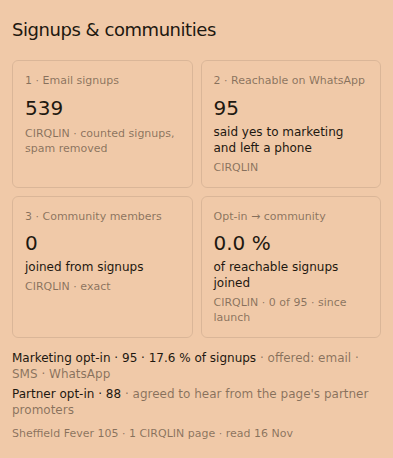 Signups & communities
1 · Email signups
539
CIRQLIN · counted signups,
spam removed
2 · Reachable on WhatsApp
95
said yes to marketing
and left a phone
CIRQLIN
3 · Community members
0
joined from signups
CIRQLIN · exact
Opt-in → community
0.0 %
of reachable signups
joined
CIRQLIN · 0 of 95 · since
launch
Marketing opt-in · 95 · 17.6 % of signups · offered: email ·
SMS · WhatsApp
Partner opt-in · 88 · agreed to hear from the page's partner
promoters
Sheffield Fever 105 · 1 CIRQLIN page · read 16 Nov